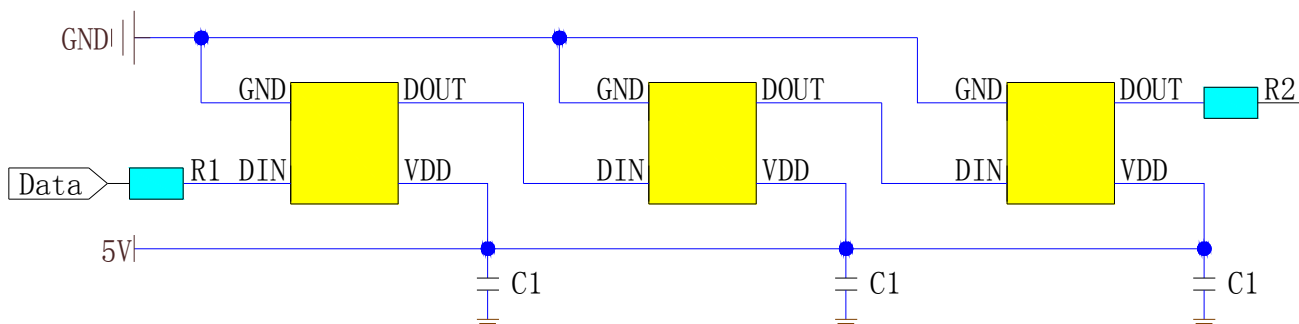 GND
GND DOUT GND DOUT GND DOUT R2
Data R1 DIN VDD DIN VDD DIN VDD
5V
C1 C1 C1